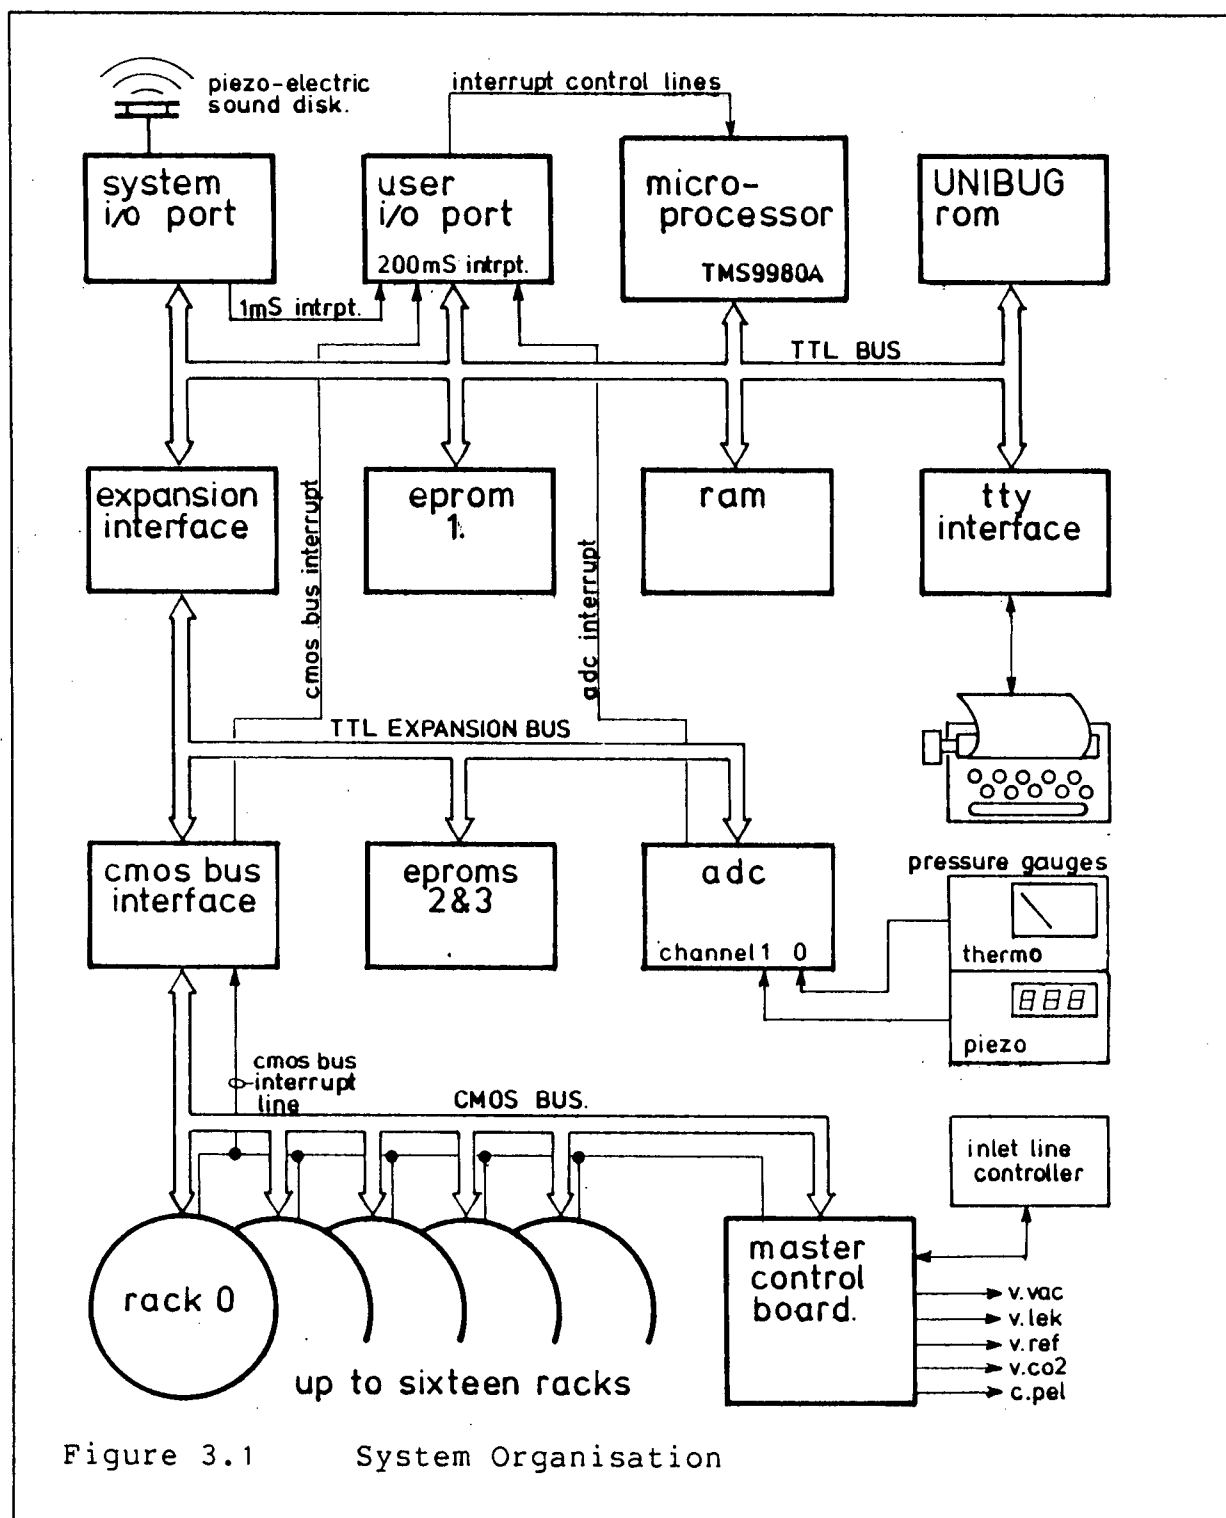 piezo-electric
sound disk.
interrupt control lines
system
i/o port
user
i/o port
200mS intrpt.
micro-
processor
TMS9980A
UNIBUG
rom
1mS intrpt.
TTL BUS
expansion
interface
cmos bus interrupt
eprom
1.
adc interrupt
ram
tty
interface
TTL EXPANSION BUS
cmos bus
interface
eproms
2&3
adc
channel 1 0
pressure gauges
thermo
888
piezo
cmos bus
interrupt
line
CMOS BUS.
inlet line
controller
rack 0
up to sixteen racks
master
control
board.
v.vac
v.lek
v.ref
v.co2
c.pel
Figure 3.1 System Organisation